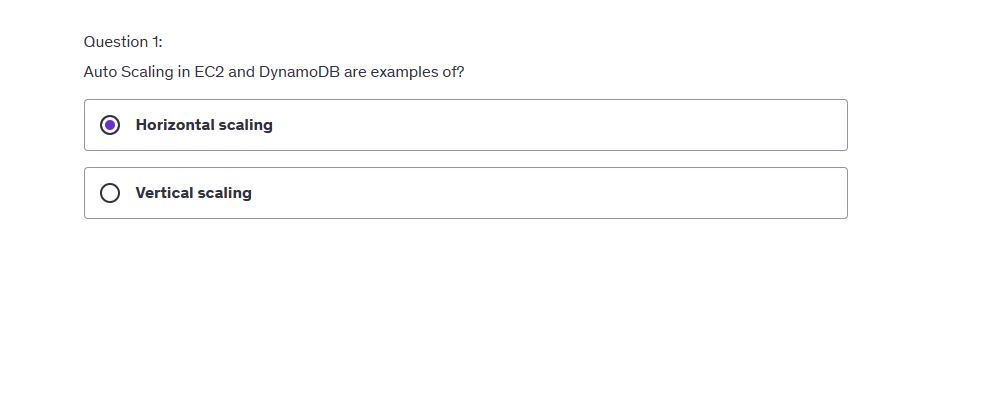 Question 1:
Auto Scaling in EC2 and DynamoDB are examples of?
Horizontal scaling
Vertical scaling